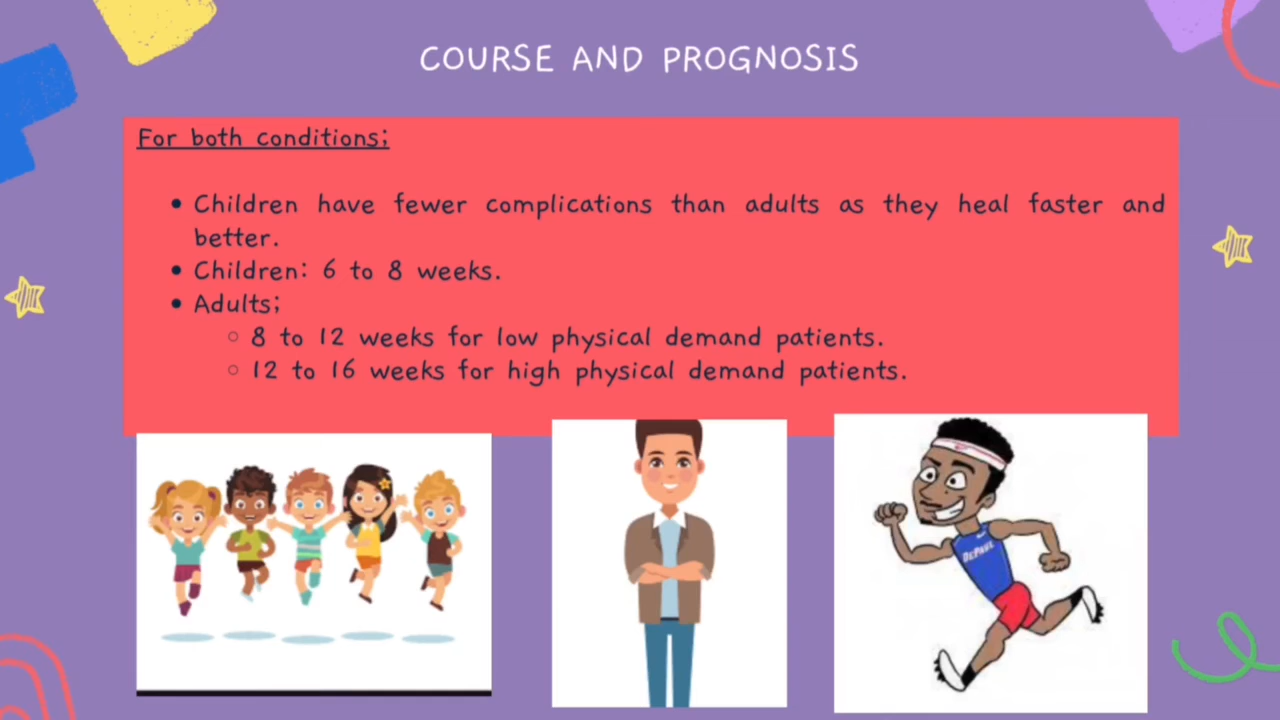 COURSE AND PROGNOSIS
For both conditions;
Children have fewer complications than adults as they heal faster and
better.
Children: 6 to 8 weeks.
Adults;
8 to 12 weeks for low physical demand patients.
12 to 16 weeks for high physical demand patients.
DEPAUL